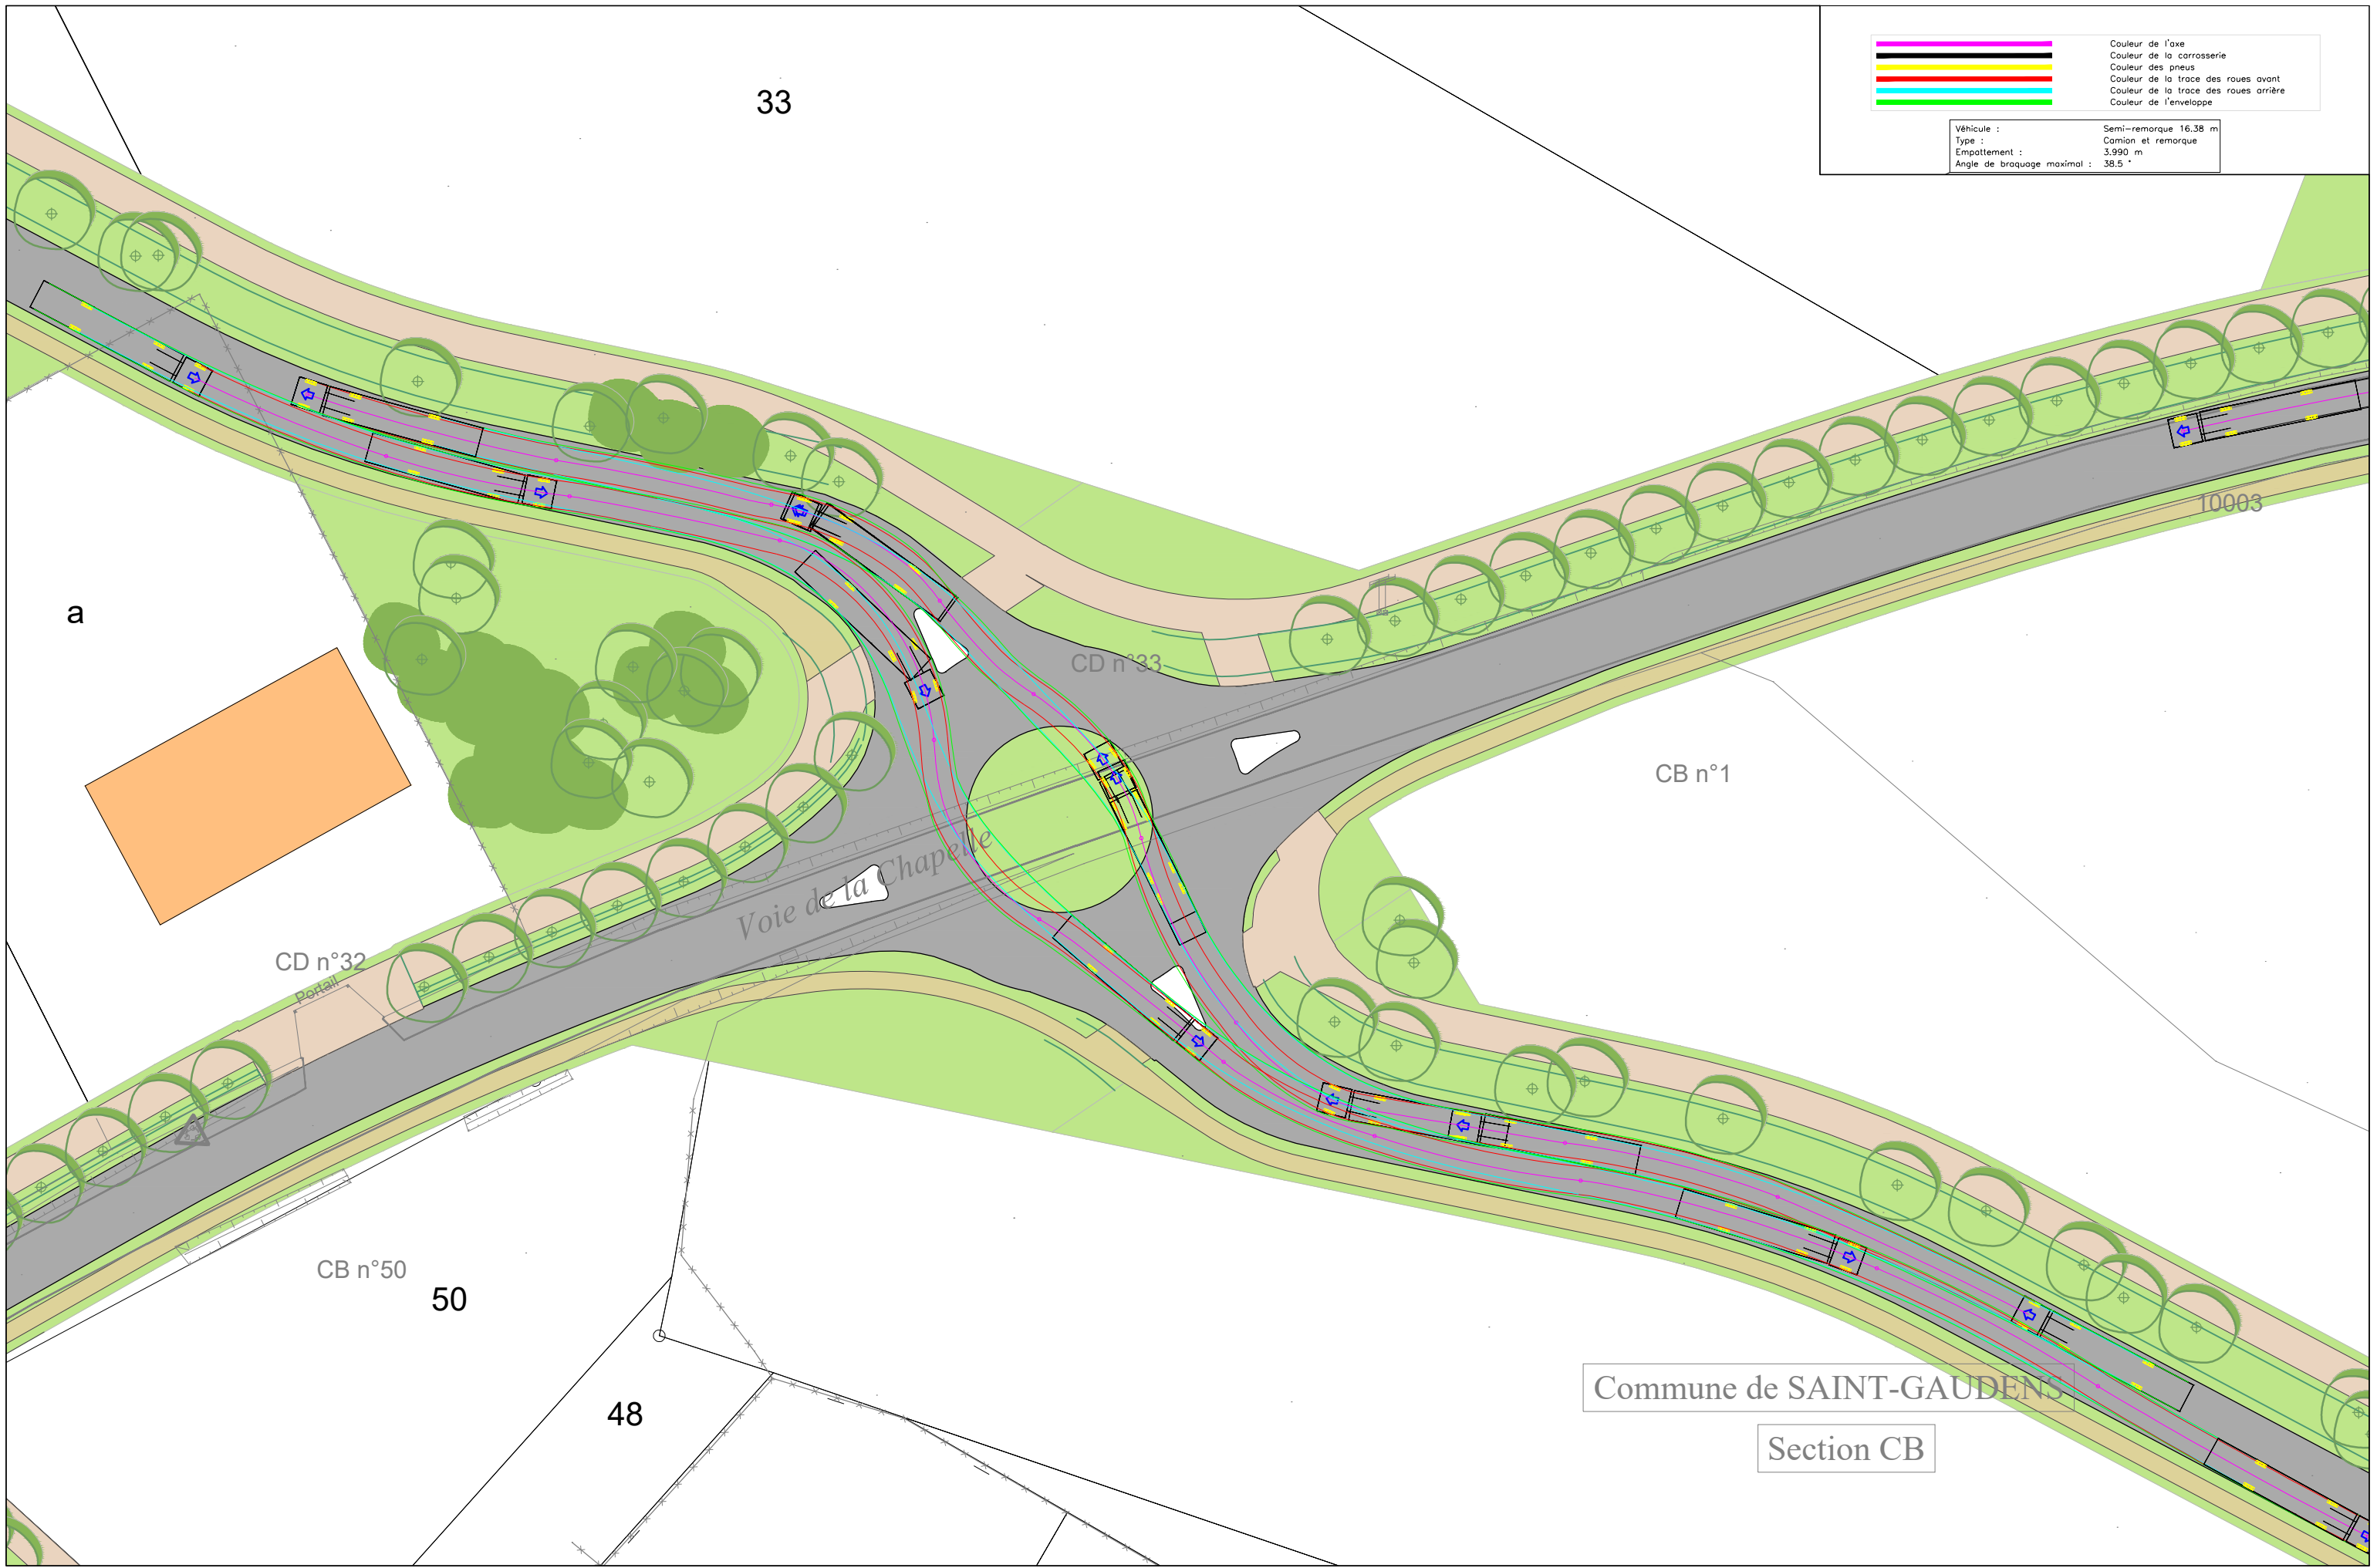 Couleur de l'axe
Couleur de la carrosserie
Couleur des pneus
Couleur de la trace des roues avant
Couleur de la trace des roues arrière
Couleur de l'enveloppe
Véhicule : Semi-remorque 16.38 m
Type : Camion et remorque
Empattement : 3.990 m
Angle de braquage maximal : 38.5 °
33
10003
a
CD n°33
CB n°1
Voie de la Chapelle
CD n°32
Portail
CB n°50
50
48
Commune de SAINT-GAUDENS
Section CB